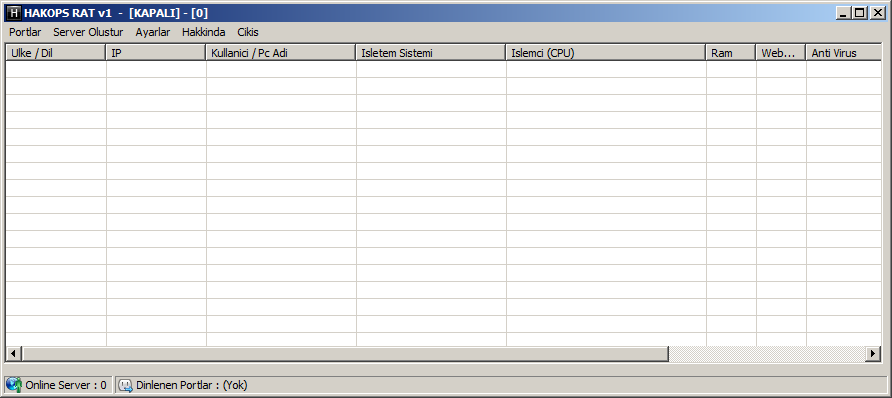 HAKOPS RAT v1 - [KAPALI] - [0]
Portlar Server Olustur Ayarlar Hakkinda Cikis
Ulke / Dil IP Kullanici / Pc Adi Isletem Sistemi Islemci (CPU) Ram Web... Anti Virus
Online Server : 0 Dinlenen Portlar : (Yok)